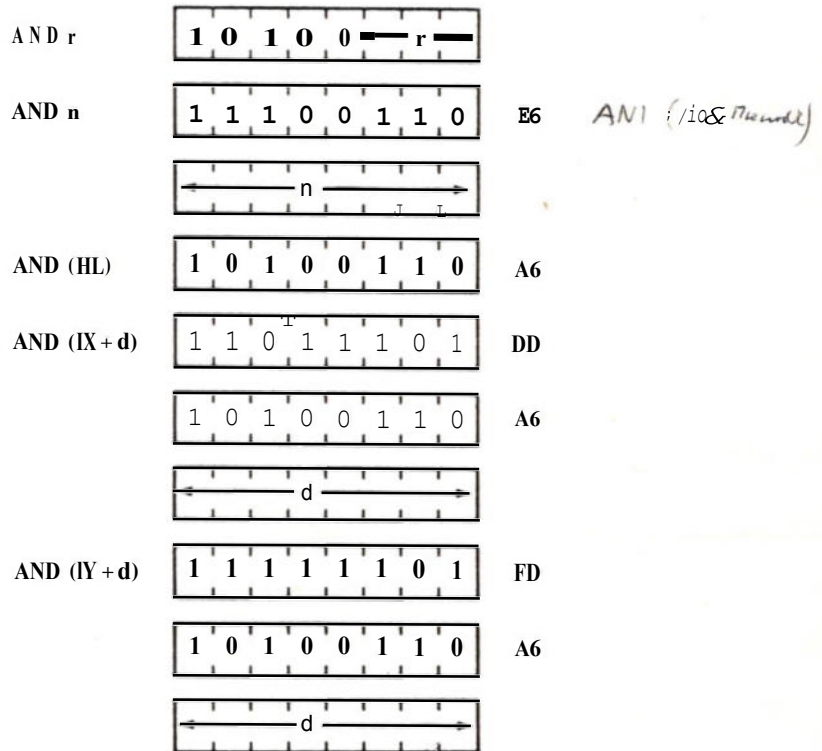 AND r 1 0 1 0 0 r
AND n 1 1 1 0 0 1 1 0 E6 ANI
n
AND (HL) 1 0 1 0 0 1 1 0 A6
AND (IX + d) 1 1 0 1 1 1 0 1 DD
1 0 1 0 0 1 1 0 A6
d
AND (IY + d) 1 1 1 1 1 1 0 1 FD
1 0 1 0 0 1 1 0 A6
d